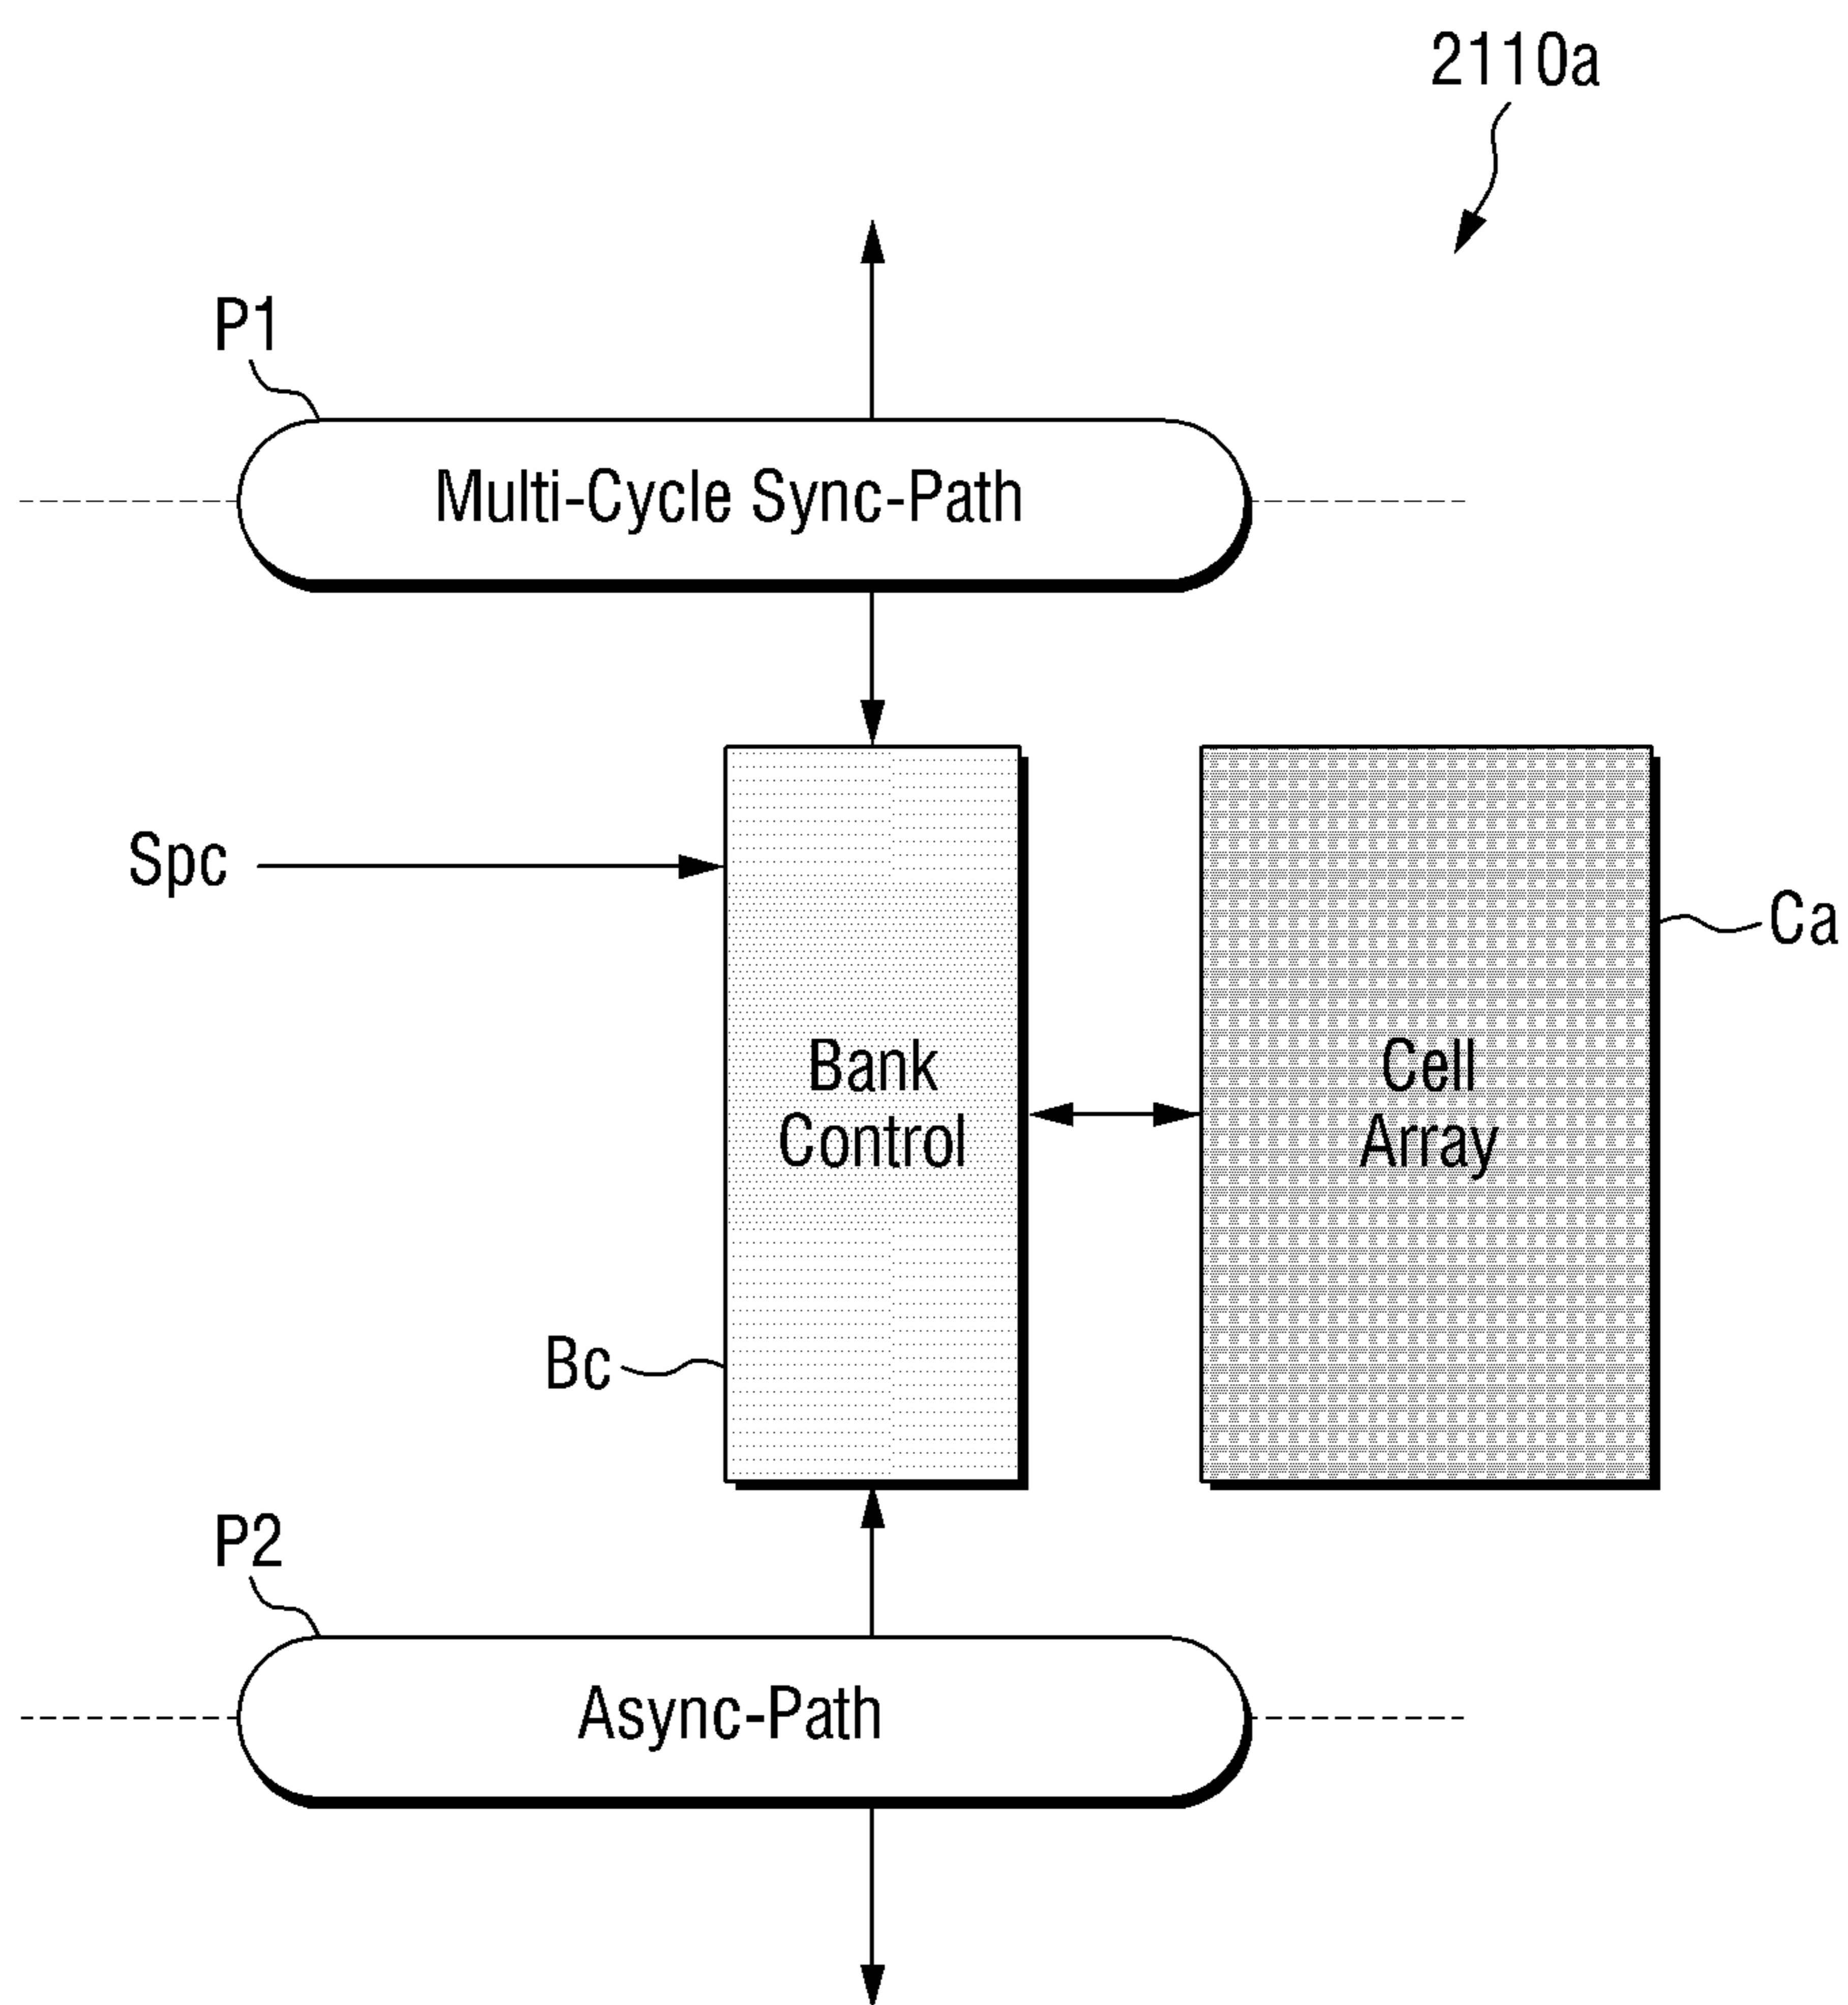 2110a
P1
Multi-Cycle Sync-Path
Spc
Ca
Bank
Control
Cell
Array
Bc
P2
Async-Path